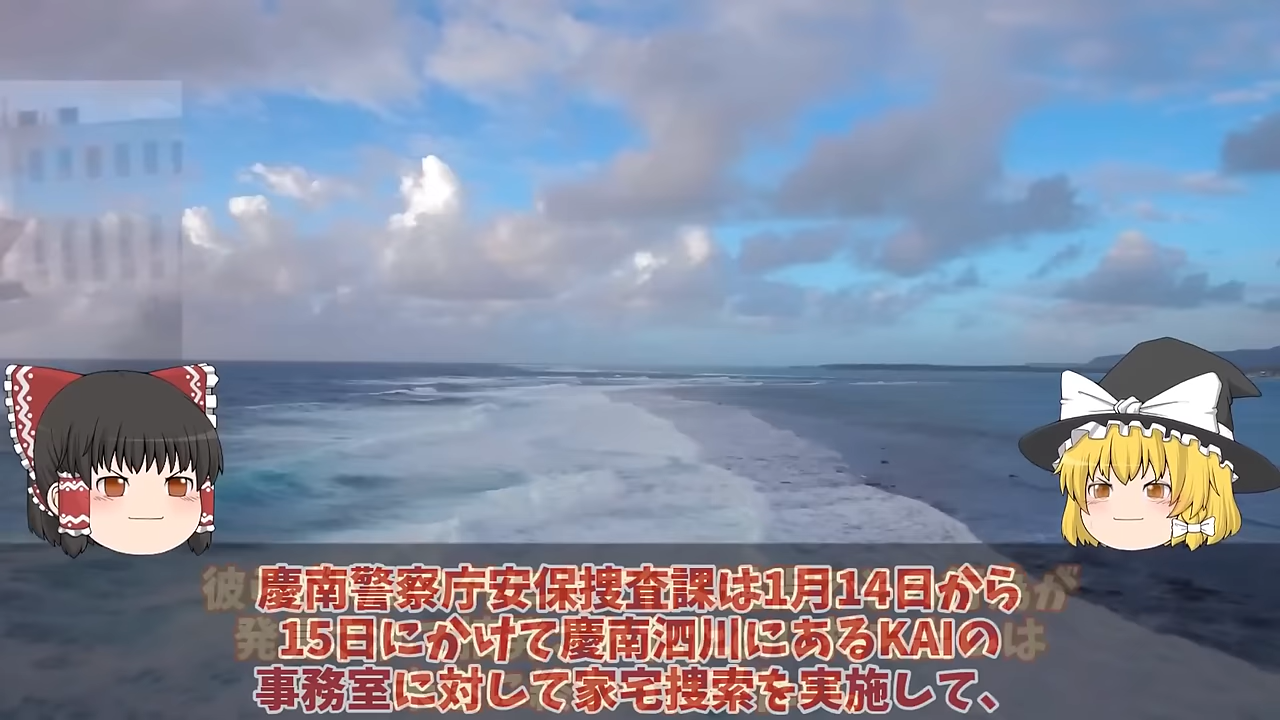 慶南警察庁安保捜査課は1月14日から
15日にかけて慶南泗川にあるKAIの
事務室に対して家宅捜索を実施して、